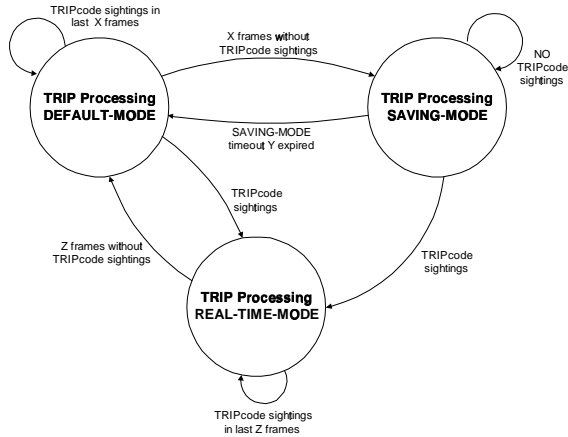 TRIPcode sightings in
last X frames
X frames without
TRIPcode sightings
NO
TRIPcode
sightings
TRIP Processing
DEFAULT-MODE
TRIP Processing
SAVING-MODE
SAVING-MODE
timeout Y expired
TRIPcode
sightings
Z frames without
TRIPcode sightings
TRIPcode
sightings
TRIP Processing
REAL-TIME-MODE
TRIPcode sightings
in last Z frames